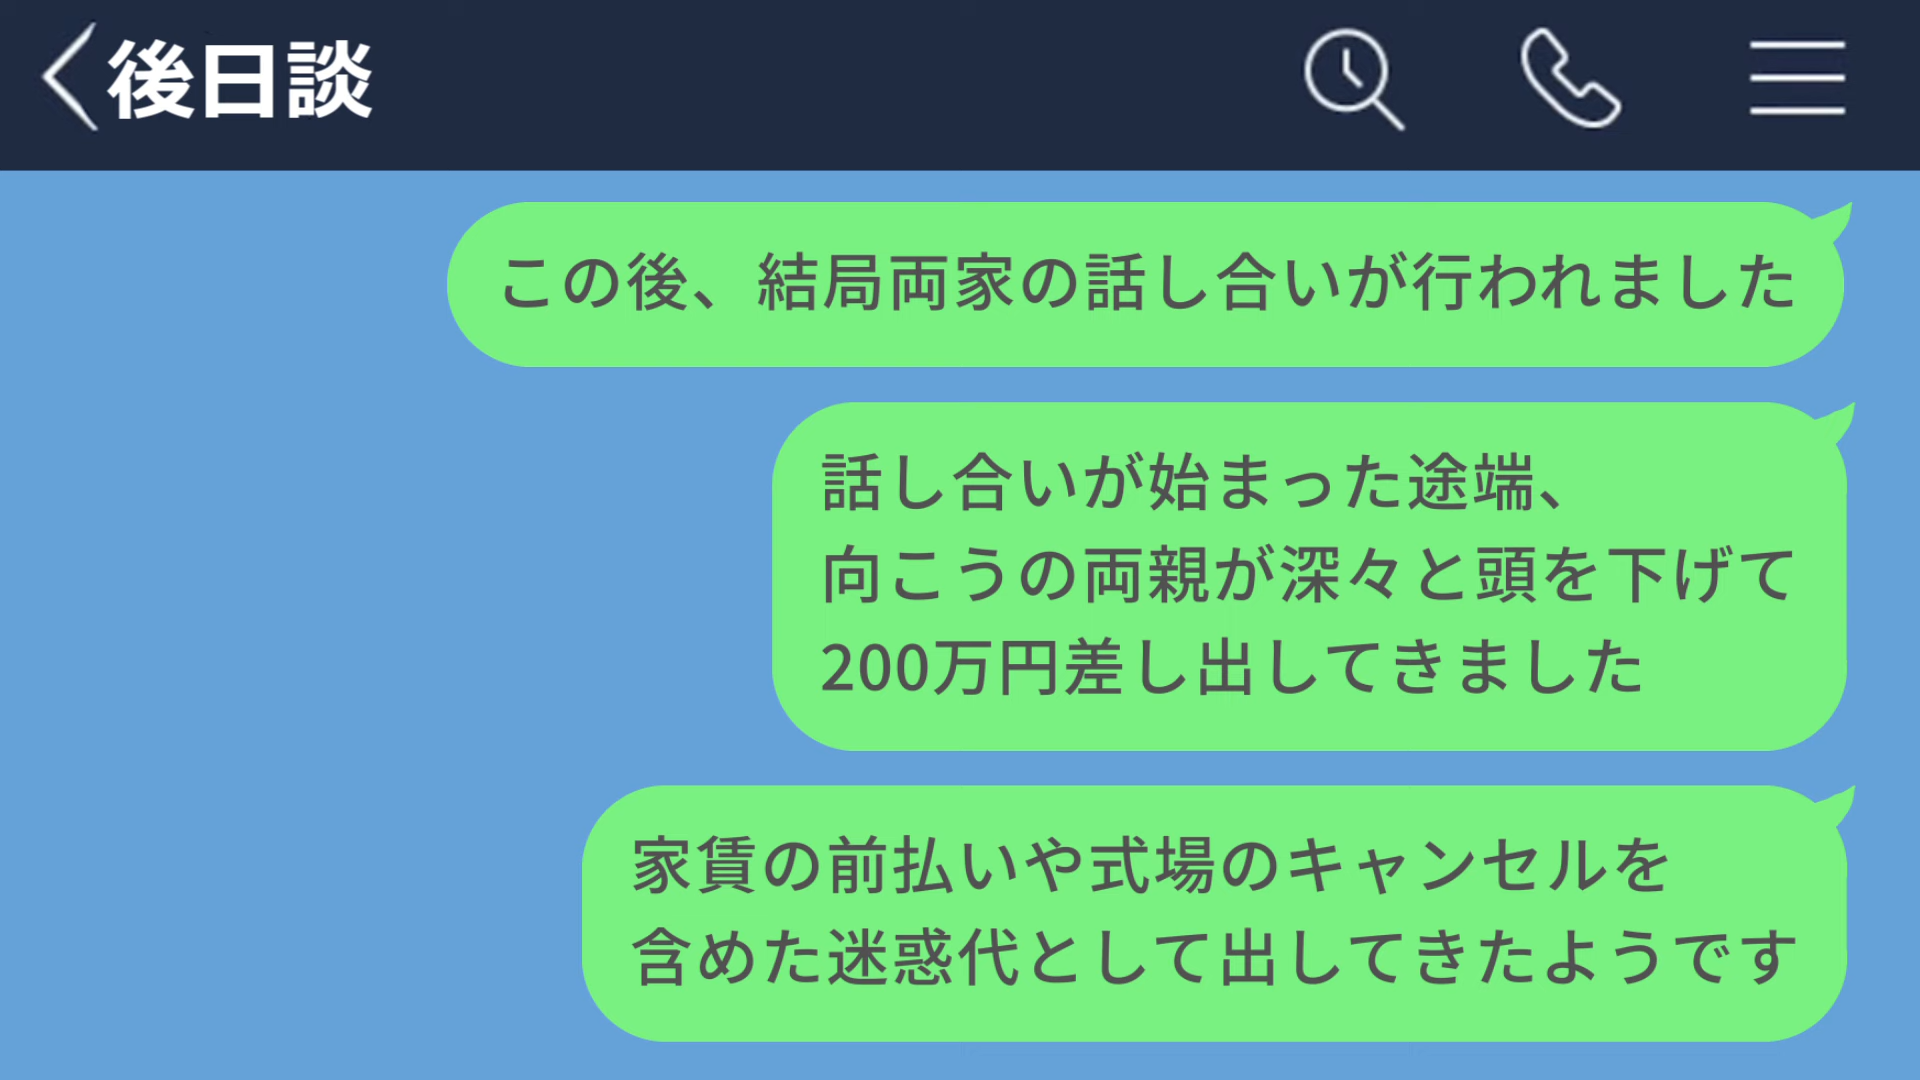 後日談
この後、結局両家の話し合いが行われました
話し合いが始まった途端、
向こうの両親が深々と頭を下げて
200万円差し出してきました
家賃の前払いや式場のキャンセルを
含めた迷惑代として出してきたようです